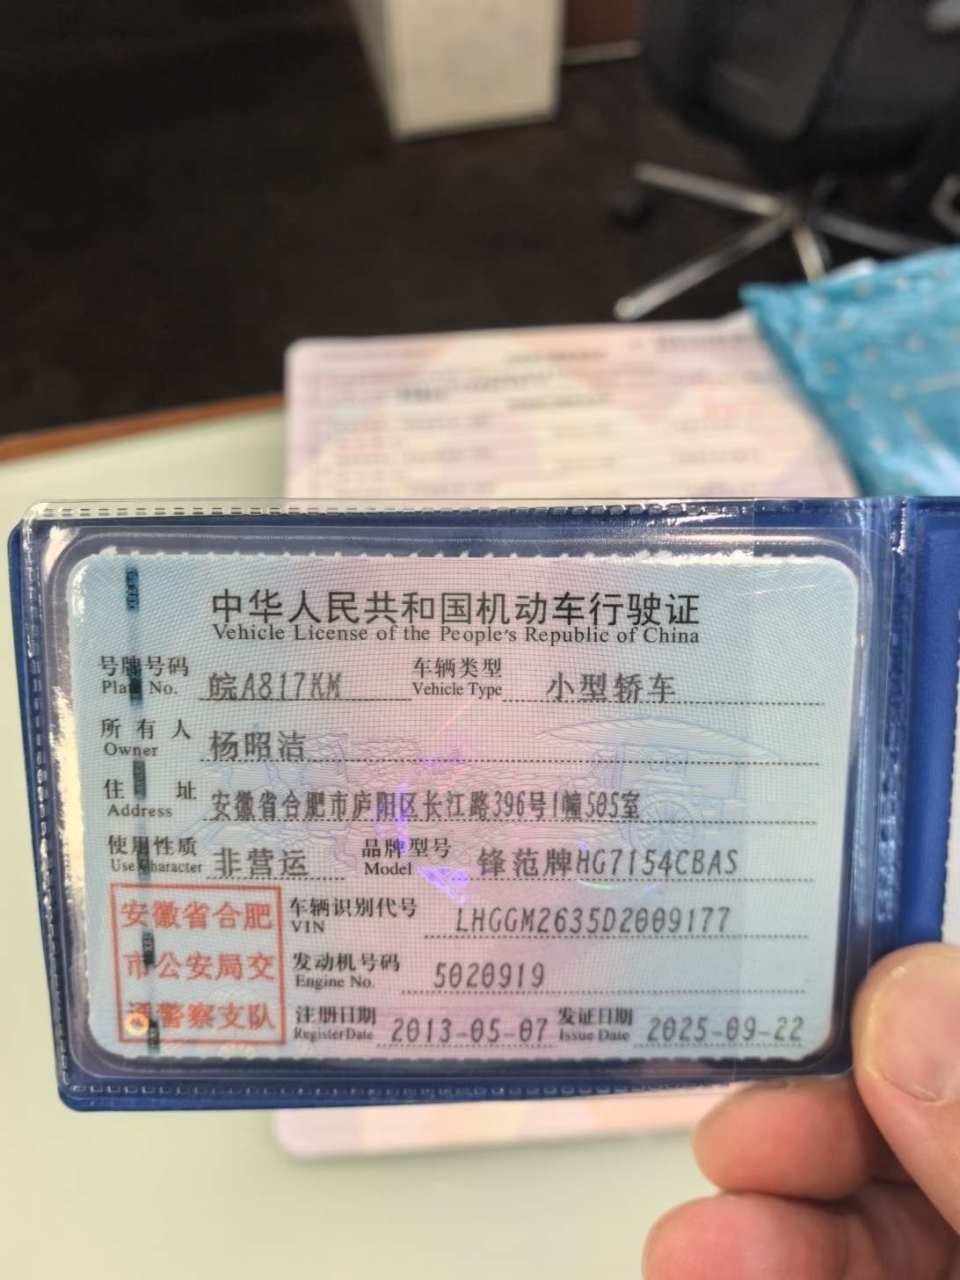 中华人民共和国机动车行驶证
Vehicle License of the People's Republic of China
号牌号码 皖A817KM 车辆类型 小型轿车
Plate No. Vehicle Type
所有人 杨昭洁
Owner
住址 安徽省合肥市庐阳区长江路396号1幢505室
Address
使用性质 非营运 品牌型号 锋范牌HG7154CBAS
Use Character Model
安徽省合肥 车辆识别代号 LHGGM2635D2009177
VIN
市公安局交 发动机号码 5020919
Engine No.
通警察支队 注册日期 2013-05-07 发证日期 2025-09-22
Register Date Issue Date